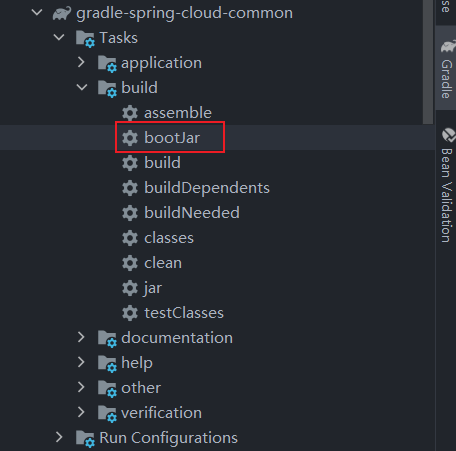 gradle-spring-cloud-common
Tasks
application
build
assemble
bootJar
build
buildDependents
buildNeeded
classes
clean
jar
testClasses
documentation
help
other
verification
Run Configurations
Gradle
Bean Validation